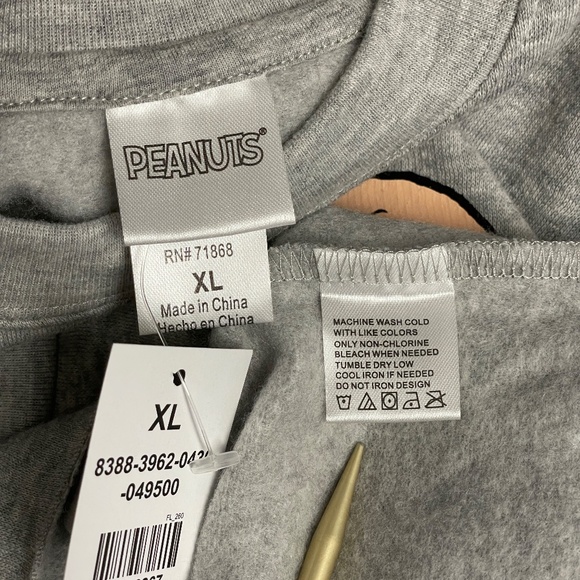 PEANUTS®
RN# 71868
XL
Made in China
Hecho en China
MACHINE WASH COLD
WITH LIKE COLORS
ONLY NON-CHLORINE
BLEACH WHEN NEEDED
TUMBLE DRY LOW
COOL IRON IF NEEDED
DO NOT IRON DESIGN
XL
8388-3962-04
-049500
FL_260